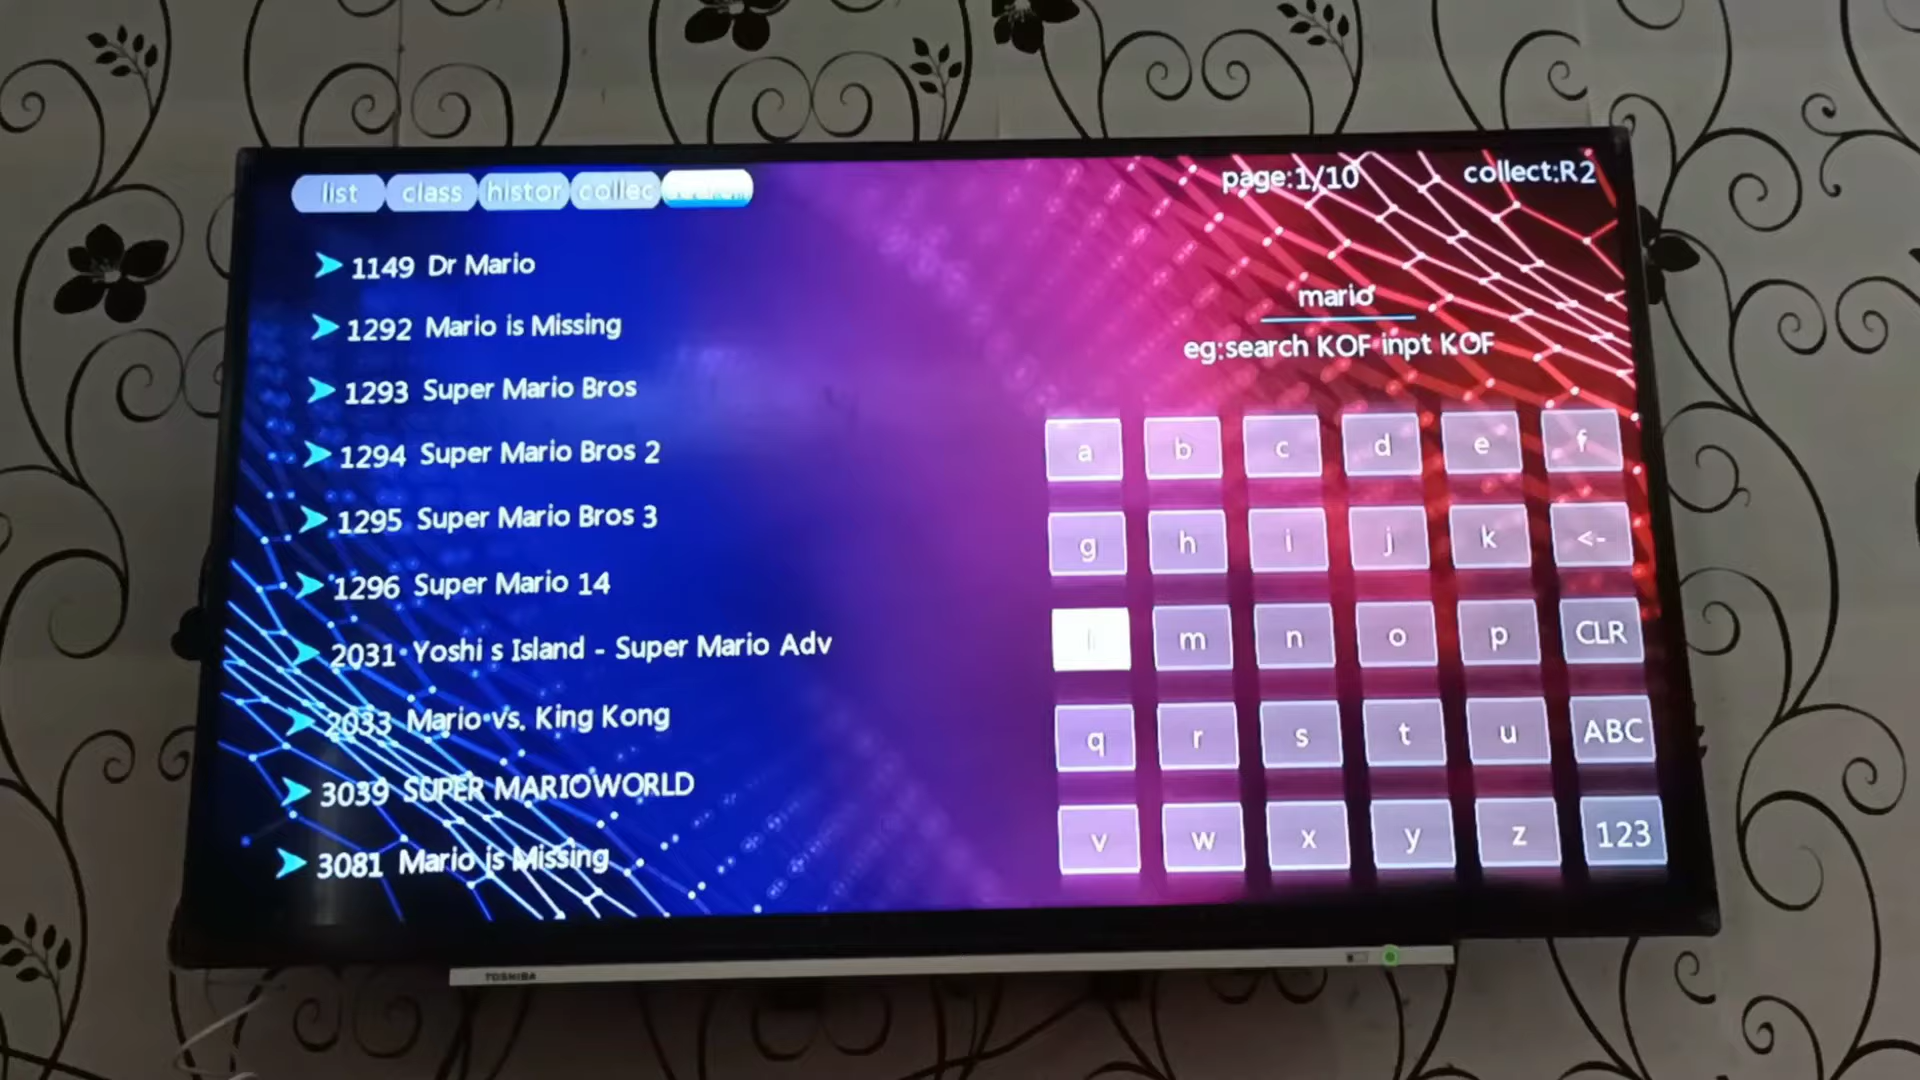 list class histor collec
page:1/10 collect:R2
1149 Dr Mario
1292 Mario is Missing
1293 Super Mario Bros
1294 Super Mario Bros 2
1295 Super Mario Bros 3
1296 Super Mario 14
2031 Yoshi s Island - Super Mario Adv
2033 Mario vs. King Kong
3039 SUPER MARIOWORLD
3081 Mario is Missing
mario
eg:search KOF inpt KOF
a b c d e f
g h i j k <-
l m n o p CLR
q r s t u ABC
v w x y z 123
TOSHIBA